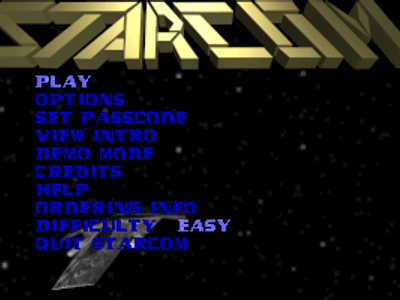 STARCOM
PLAY
OPTIONS
SET PASSCODE
VIEW INTRO
DEMO MODE
CREDITS
HELP
ORDERING INFO
DIFFICULTY EASY
QUIT STARCOM